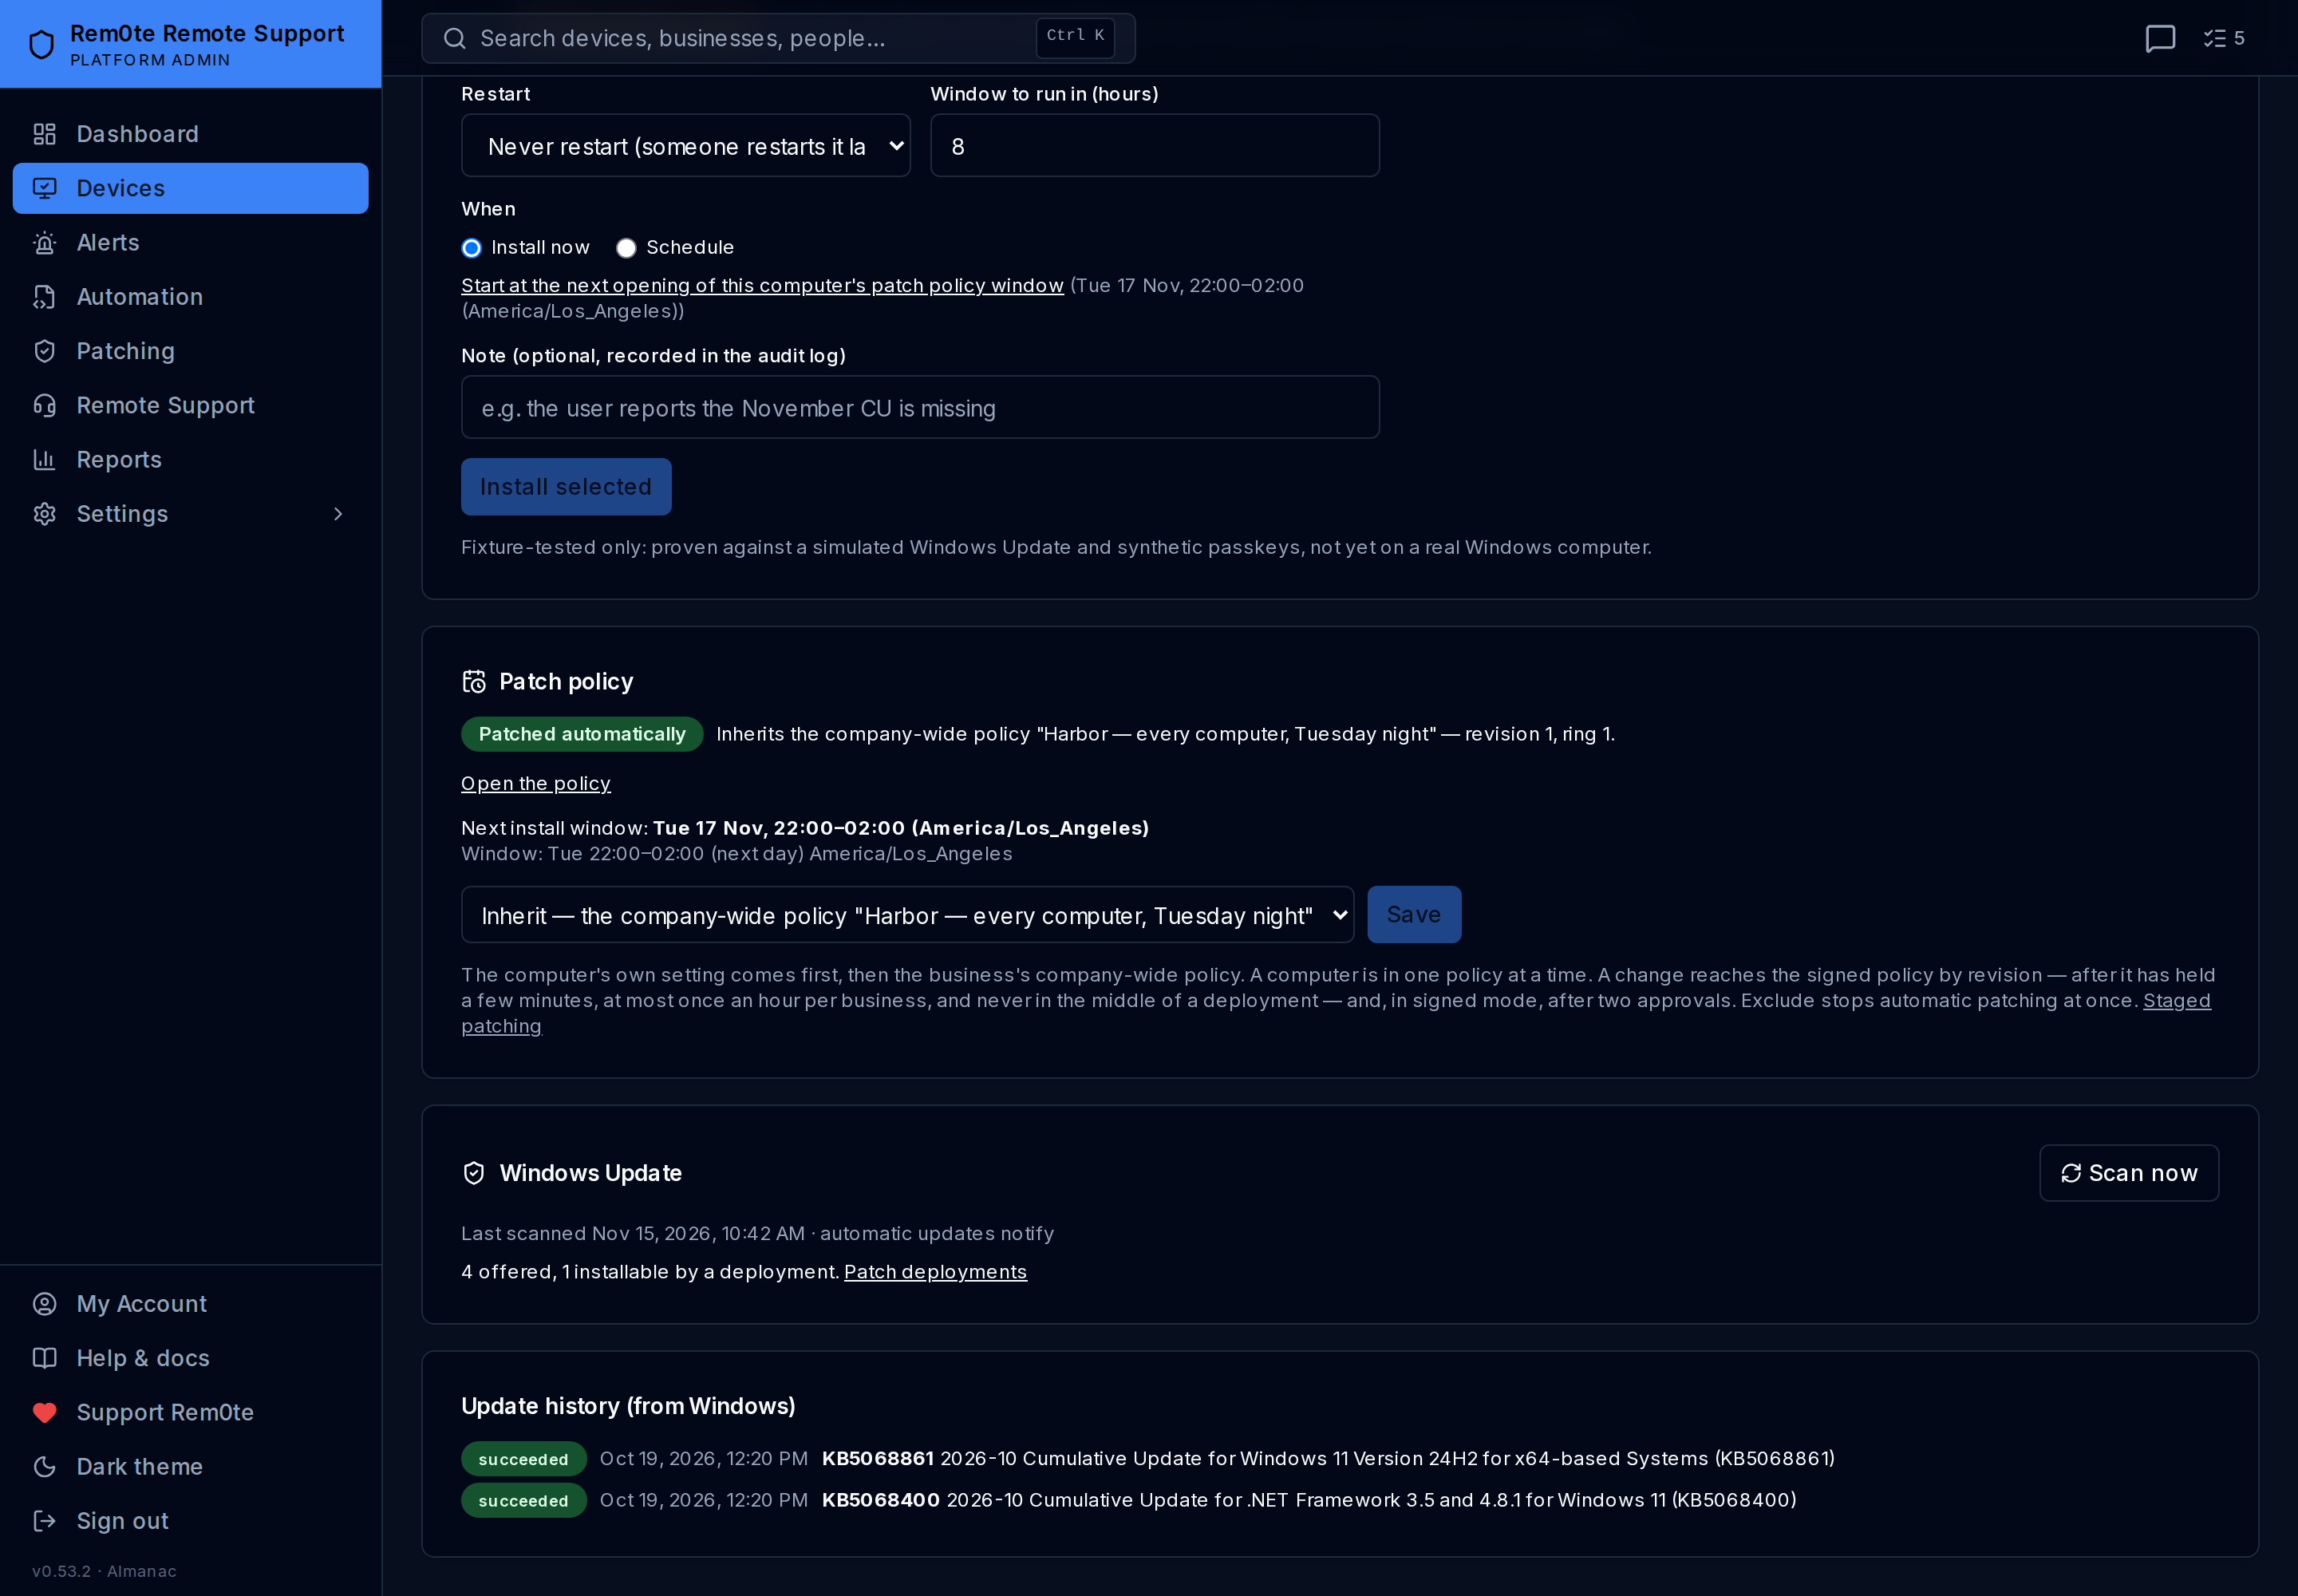 Rem0te Remote Support
PLATFORM ADMIN
Search devices, businesses, people...
Ctrl K
5
Dashboard
Devices
Alerts
Automation
Patching
Remote Support
Reports
Settings
My Account
Help & docs
Support Rem0te
Dark theme
Sign out
v0.53.2 · Almanac
Restart
Window to run in (hours)
Never restart (someone restarts it la
8
When
Install now
Schedule
Start at the next opening of this computer's patch policy window (Tue 17 Nov, 22:00–02:00
(America/Los_Angeles))
Note (optional, recorded in the audit log)
e.g. the user reports the November CU is missing
Install selected
Fixture-tested only: proven against a simulated Windows Update and synthetic passkeys, not yet on a real Windows computer.
Patch policy
Patched automatically
Inherits the company-wide policy "Harbor — every computer, Tuesday night" — revision 1, ring 1.
Open the policy
Next install window: Tue 17 Nov, 22:00–02:00 (America/Los_Angeles)
Window: Tue 22:00–02:00 (next day) America/Los_Angeles
Inherit — the company-wide policy "Harbor — every computer, Tuesday night"
Save
The computer's own setting comes first, then the business's company-wide policy. A computer is in one policy at a time. A change reaches the signed policy by revision — after it has held
a few minutes, at most once an hour per business, and never in the middle of a deployment — and, in signed mode, after two approvals. Exclude stops automatic patching at once. Staged
patching
Windows Update
Scan now
Last scanned Nov 15, 2026, 10:42 AM · automatic updates notify
4 offered, 1 installable by a deployment. Patch deployments
Update history (from Windows)
succeeded Oct 19, 2026, 12:20 PM KB5068861 2026-10 Cumulative Update for Windows 11 Version 24H2 for x64-based Systems (KB5068861)
succeeded Oct 19, 2026, 12:20 PM KB5068400 2026-10 Cumulative Update for .NET Framework 3.5 and 4.8.1 for Windows 11 (KB5068400)